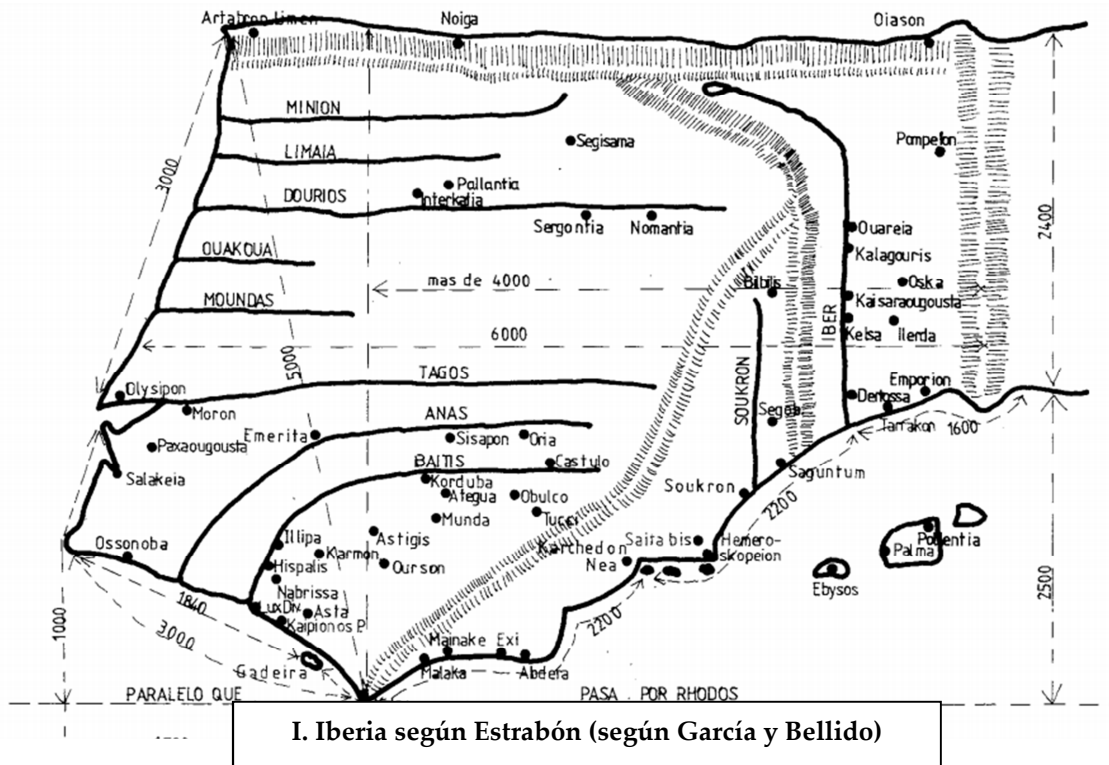 Artabron Limen
Noiga
Oiason
MINION
Segisama
Pompelon
LIMAIA
3000
Pallantia
Interkatia
DOURIOS
Sergontia
Nomantia
Ouareia
2400
OUAKOUA
Kalagouris
mas de 4000
Bilbilis
Oska
MOUNDAS
Kaisaraougousta
IBER
Kelsa
Ilerda
6000
5000
TAGOS
Olysipon
Moron
SOUKRON
Emporion
Dertossa
Tarrakon
1600
ANAS
Emerita
Sisapon
Oria
Paxaougousta
BAITIS
Castulo
Saguntum
Salakeia
Korduba
Ategua
Obulco
Soukron
2200
Munda
Tucci
Illipa
Astigis
Saitabis
Hemero-
skopeion
Pollentia
Palma
Ossonoba
Karmon
Karchedon
Nea
Hispalis
Ourson
Ebysos
Nabrissa
2500
1840
Lux Div.
Asta
Kaipionos P.
2200
1000
3000
Mainake
Exi
Gadeira
Malaka
Abdera
PARALELO QUE
PASA POR RHODOS
I. Iberia según Estrabón (según García y Bellido)